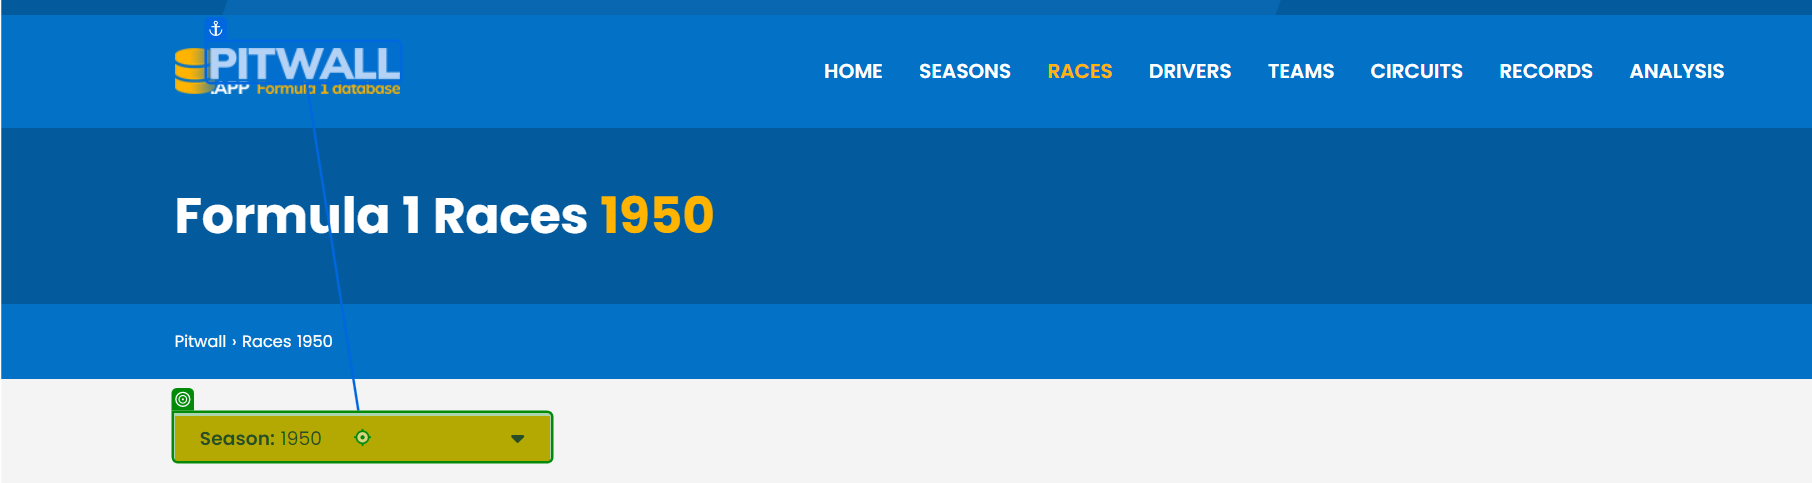 PITWALL
.APP Formula 1 database
HOME SEASONS RACES DRIVERS TEAMS CIRCUITS RECORDS ANALYSIS
Formula 1 Races 1950
Pitwall › Races 1950
Season: 1950